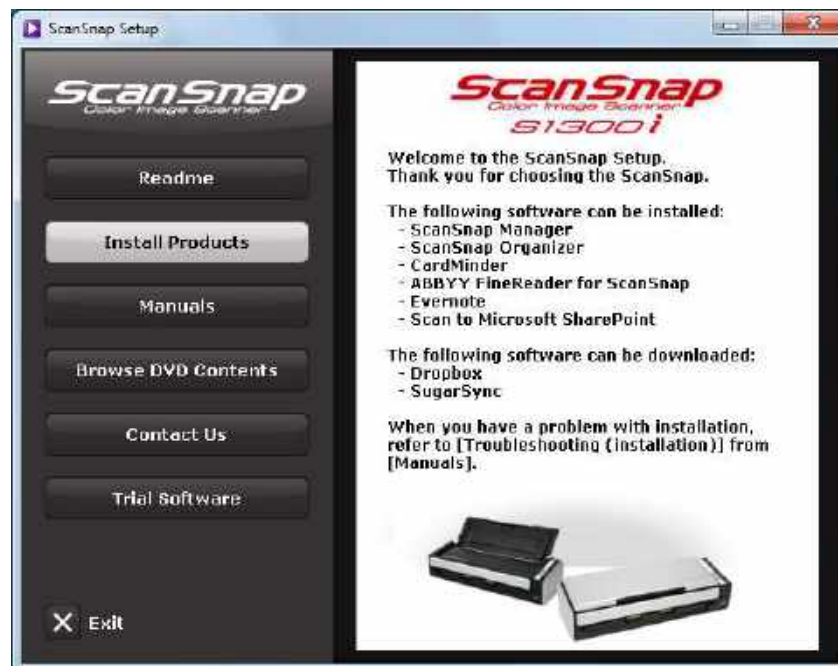 ScanSnap Setup
ScanSnap
Color Image Scanner
Readme
Install Products
Manuals
Browse DVD Contents
Contact Us
Trial Software
Exit
ScanSnap
Color Image Scanner
S1300i
Welcome to the ScanSnap Setup.
Thank you for choosing the ScanSnap.
The following software can be installed:
- ScanSnap Manager
- ScanSnap Organizer
- CardMinder
- ABBYY FineReader for ScanSnap
- Evernote
- Scan to Microsoft SharePoint
The following software can be downloaded:
- Dropbox
- SugarSync
When you have a problem with installation,
refer to [Troubleshooting (installation)] from
[Manuals].